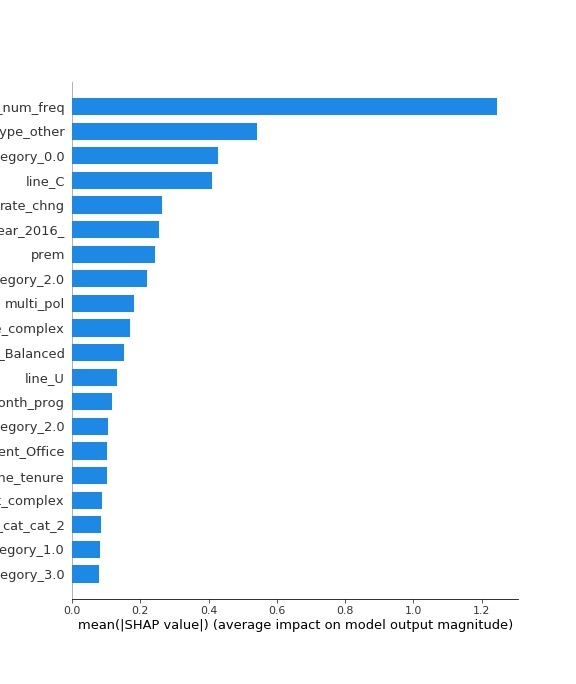 _num_freq
ype_other
egory_0.0
line_C
rate_chng
ear_2016_
prem
egory_2.0
multi_pol
e_complex
_Balanced
line_U
onth_prog
egory_2.0
ent_Office
ne_tenure
t_complex
_cat_cat_2
egory_1.0
egory_3.0
0.0 0.2 0.4 0.6 0.8 1.0 1.2
mean(|SHAP value|) (average impact on model output magnitude)